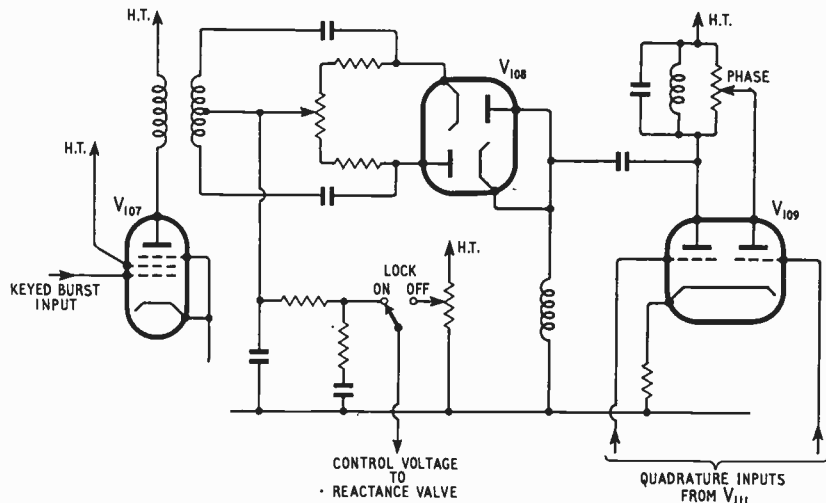 H.T.
H.T.
V108
PHASE
H.T.
V107
V109
H.T.
LOCK
ON OFF
KEYED BURST
INPUT
CONTROL VOLTAGE
TO
REACTANCE VALVE
QUADRATURE INPUTS
FROM V111